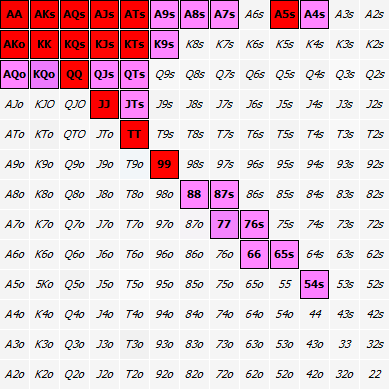 AA AKs AQs AJs ATs A9s A8s A7s A6s A5s A4s A3s A2s
AKo KK KQs KJs KTs K9s K8s K7s K6s K5s K4s K3s K2s
AQo KQo QQ QJs QTs Q9s Q8s Q7s Q6s Q5s Q4s Q3s Q2s
AJo KJO QJO JJ JTs J9s J8s J7s J6s J5s J4s J3s J2s
ATo KTo QTO JTo TT T9s T8s T7s T6s T5s T4s T3s T2s
A9o K9o Q9o J9o T9o 99 98s 97s 96s 95s 94s 93s 92s
A8o K8o Q8o J8o T8o 98o 88 87s 86s 85s 84s 83s 82s
A7o K7o Q7o J7o T7o 97o 87o 77 76s 75s 74s 73s 72s
A6o K6o Q6o J6o T6o 96o 86o 76o 66 65s 64s 63s 62s
A5o 5Ko Q5o J5o T5o 95o 85o 75o 65o 55 54s 53s 52s
A4o K4o Q4o J4o T4o 94o 84o 74o 64o 54o 44 43s 42s
A3o K3o Q3o J3o T3o 93o 83o 73o 63o 53o 43o 33 32s
A2o K2o Q2o J2o T2o 92o 82o 72o 62o 52o 42o 32o 22